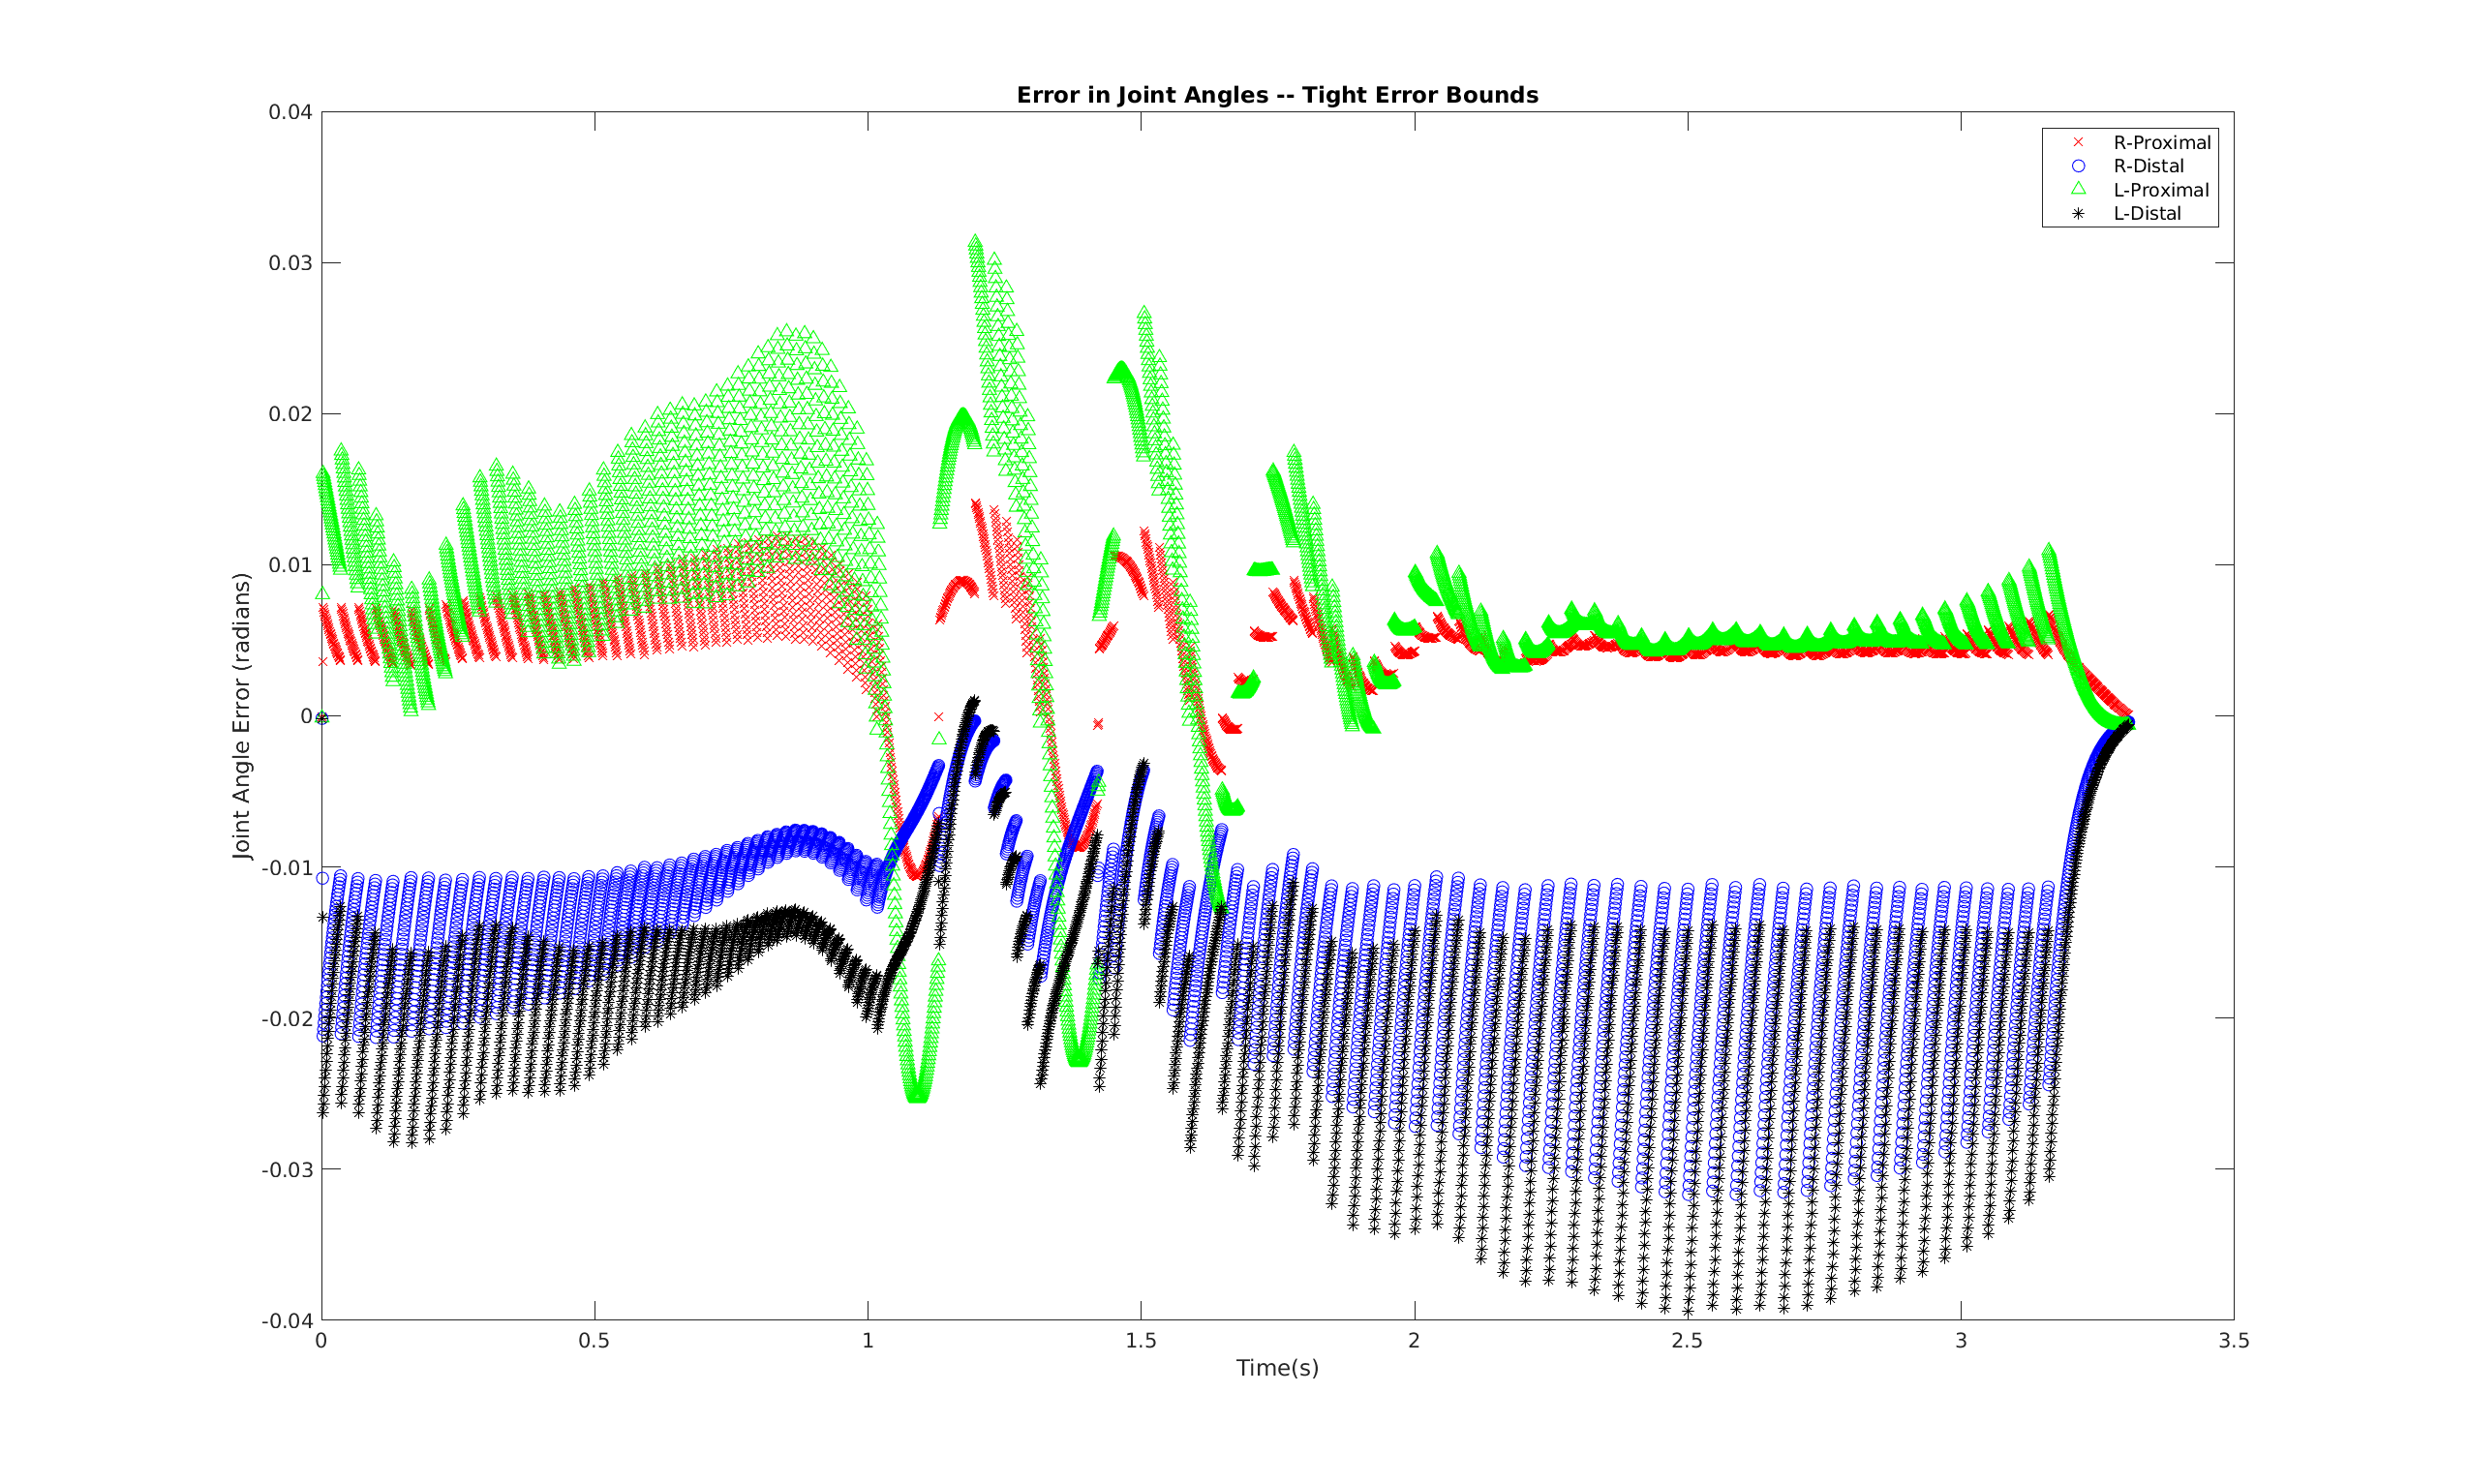 Error in Joint Angles -- Tight Error Bounds
0.04
0.03
0.02
0.01
0
-0.01
-0.02
-0.03
-0.04
Joint Angle Error (radians)
R-Proximal
R-Distal
L-Proximal
L-Distal
0 0.5 1 1.5 2 2.5 3 3.5
Time(s)